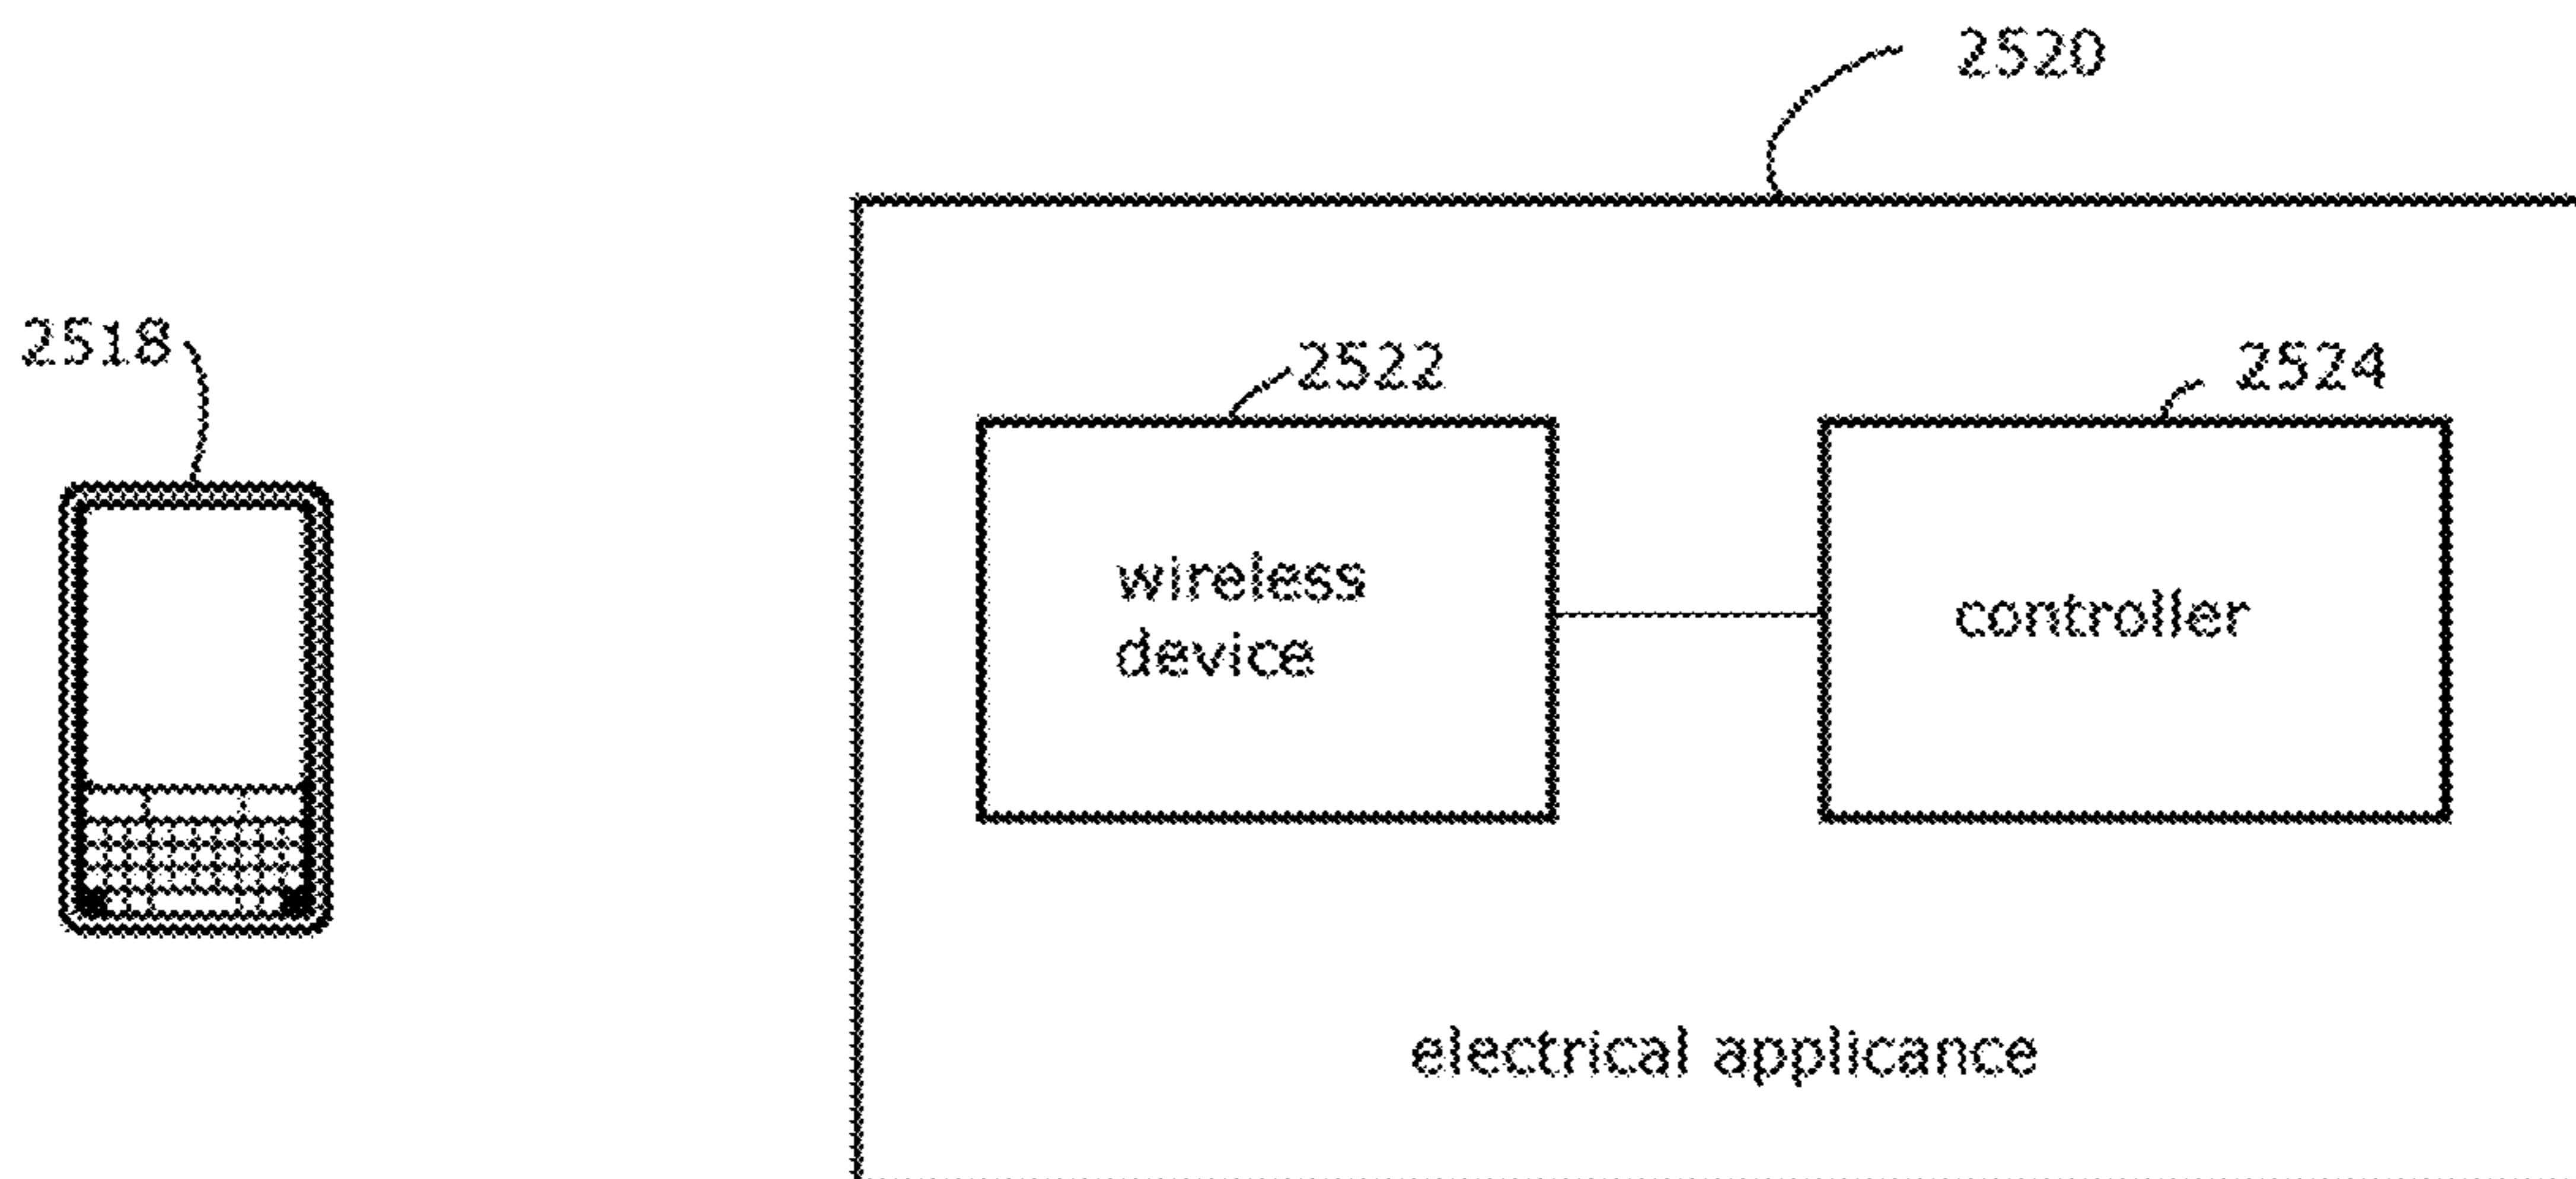 2520
2518
2522
2524
wireless
device
controller
electrical applicance